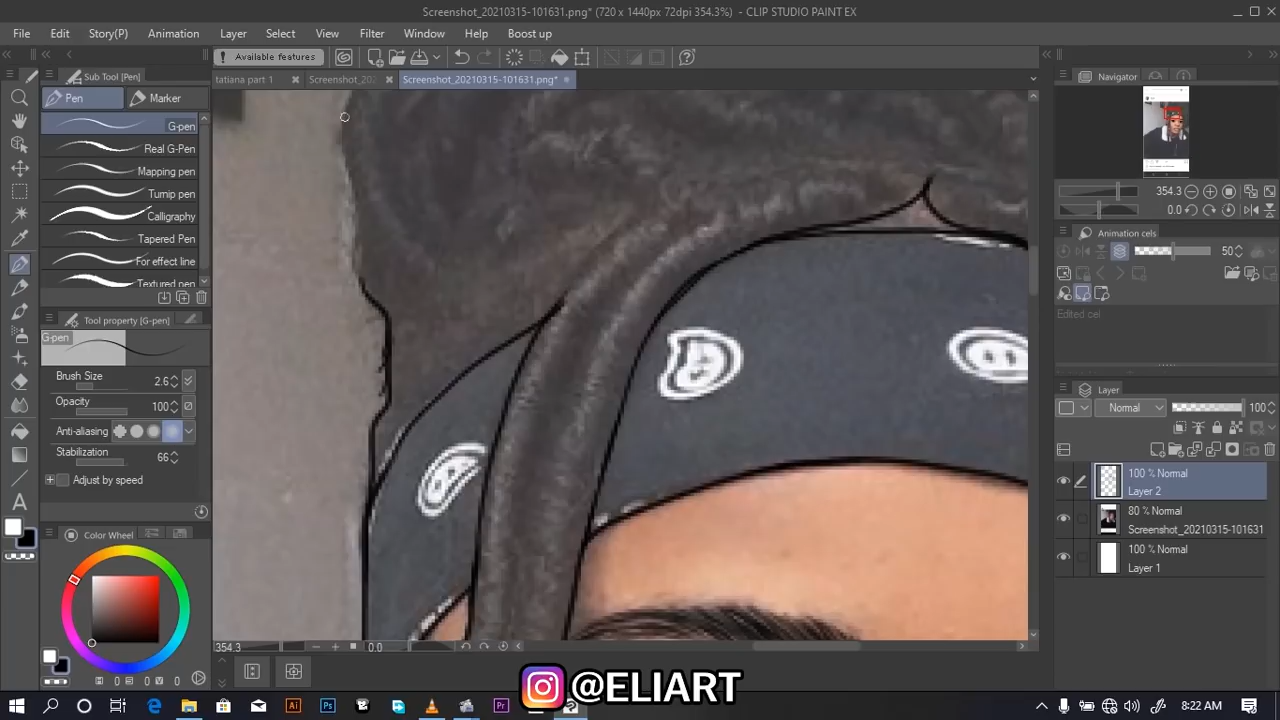 Screenshot_20210315-101631.png* (720 x 1440px 72dpi 354.3%) - CLIP STUDIO PAINT EX
File Edit Story(P) Animation Layer Select View Filter Window Help Boost up
Available features
tatiana part 1
Screenshot_202
Screenshot_20210315-101631.png*
Sub Tool [Pen]
Pen
Marker
G-pen
Real G-Pen
Mapping pen
Turnip pen
Calligraphy
Tapered Pen
For effect line
Textured pen
Tool property [G-pen]
G-pen
Brush Size 2.6
Opacity 100
Anti-aliasing
Stabilization 66
Adjust by speed
Color Wheel
0 0 0
H S V
354.3
0.0
Navigator
354.3
0.0
Animation cels
50
Edited cel
Layer
Normal
100
100 % Normal
Layer 2
80 % Normal
Screenshot_20210315-101631
100 % Normal
Layer 1
@ELIART
8:22 AM